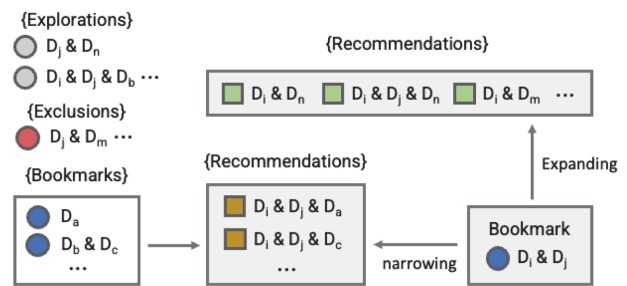 {Explorations}
Dj & Dn
Di & Dj & Db ...
{Exclusions}
Dj & Dm ...
{Bookmarks}
Da
Db & Dc
...
{Recommendations}
Di & Dn Di & Dj & Dn Di & Dm ...
{Recommendations}
Di & Dj & Da
Di & Dj & Dc
...
Expanding
narrowing
Bookmark
Di & Dj